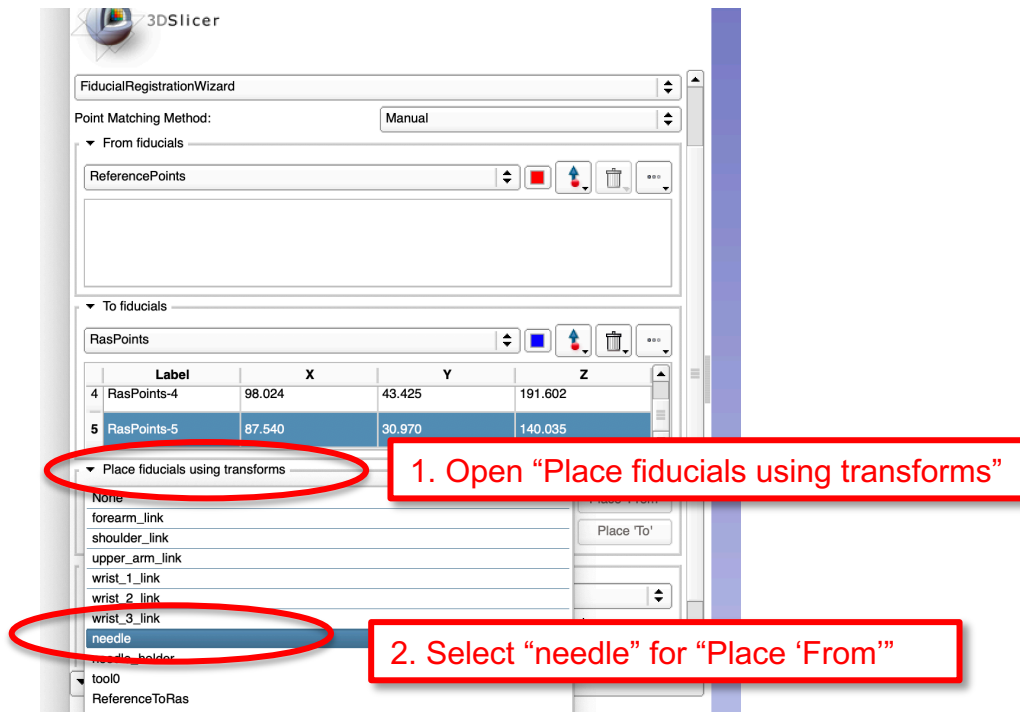 3DSlicer
FiducialRegistrationWizard
Point Matching Method: Manual
From fiducials
ReferencePoints
To fiducials
RasPoints
Label X Y Z
4 RasPoints-4 98.024 43.425 191.602
5 RasPoints-5 87.540 30.970 140.035
Place fiducials using transforms
1. Open “Place fiducials using transforms”
None
forearm_link
shoulder_link
Place 'To'
upper_arm_link
wrist_1_link
wrist_2_link
wrist_3_link
needle
2. Select “needle” for “Place ‘From’”
needle_holder
tool0
ReferenceToRas